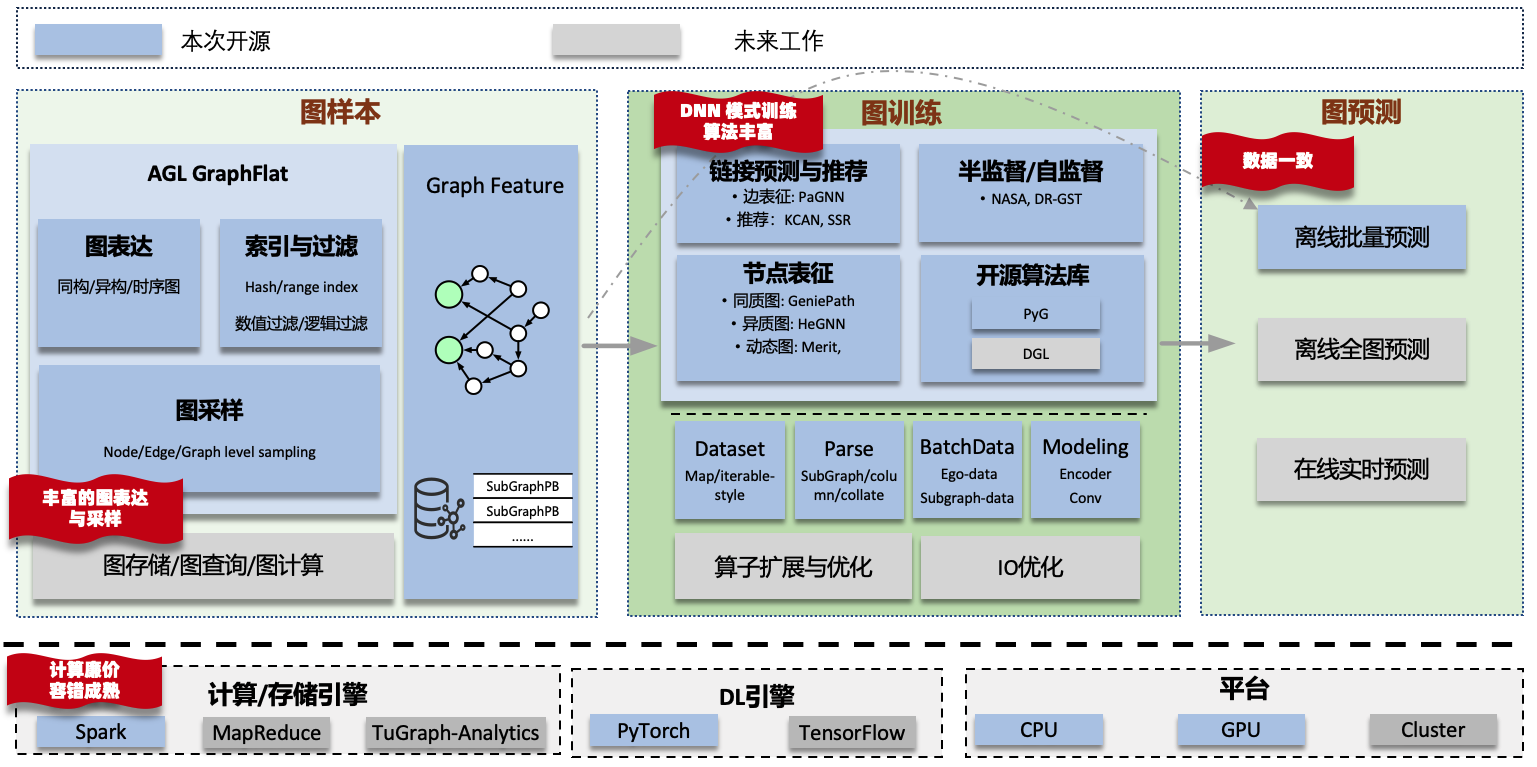 本次开源
未来工作
图样本
AGL GraphFlat
图表达
同构/异构/时序图
索引与过滤
Hash/range index
数值过滤/逻辑过滤
图采样
Node/Edge/Graph level sampling
丰富的图表达
与采样
图存储/图查询/图计算
Graph Feature
SubGraphPB
SubGraphPB
......
DNN 模式训练
算法丰富
图训练
链接预测与推荐
• 边表征: PaGNN
• 推荐： KCAN, SSR
半监督/自监督
• NASA, DR-GST
节点表征
• 同质图: GeniePath
• 异质图: HeGNN
• 动态图: Merit,
开源算法库
PyG
DGL
Dataset
Map/iterable-
style
Parse
SubGraph/colu
mn/collate
BatchData
Ego-data
Subgraph-data
Modeling
Encoder
Conv
算子扩展与优化
IO优化
图预测
数据一致
离线批量预测
离线全图预测
在线实时预测
计算廉价
容错成熟
计算/存储引擎
Spark
MapReduce
TuGraph-Analytics
DL引擎
PyTorch
TensorFlow
平台
CPU
GPU
Cluster